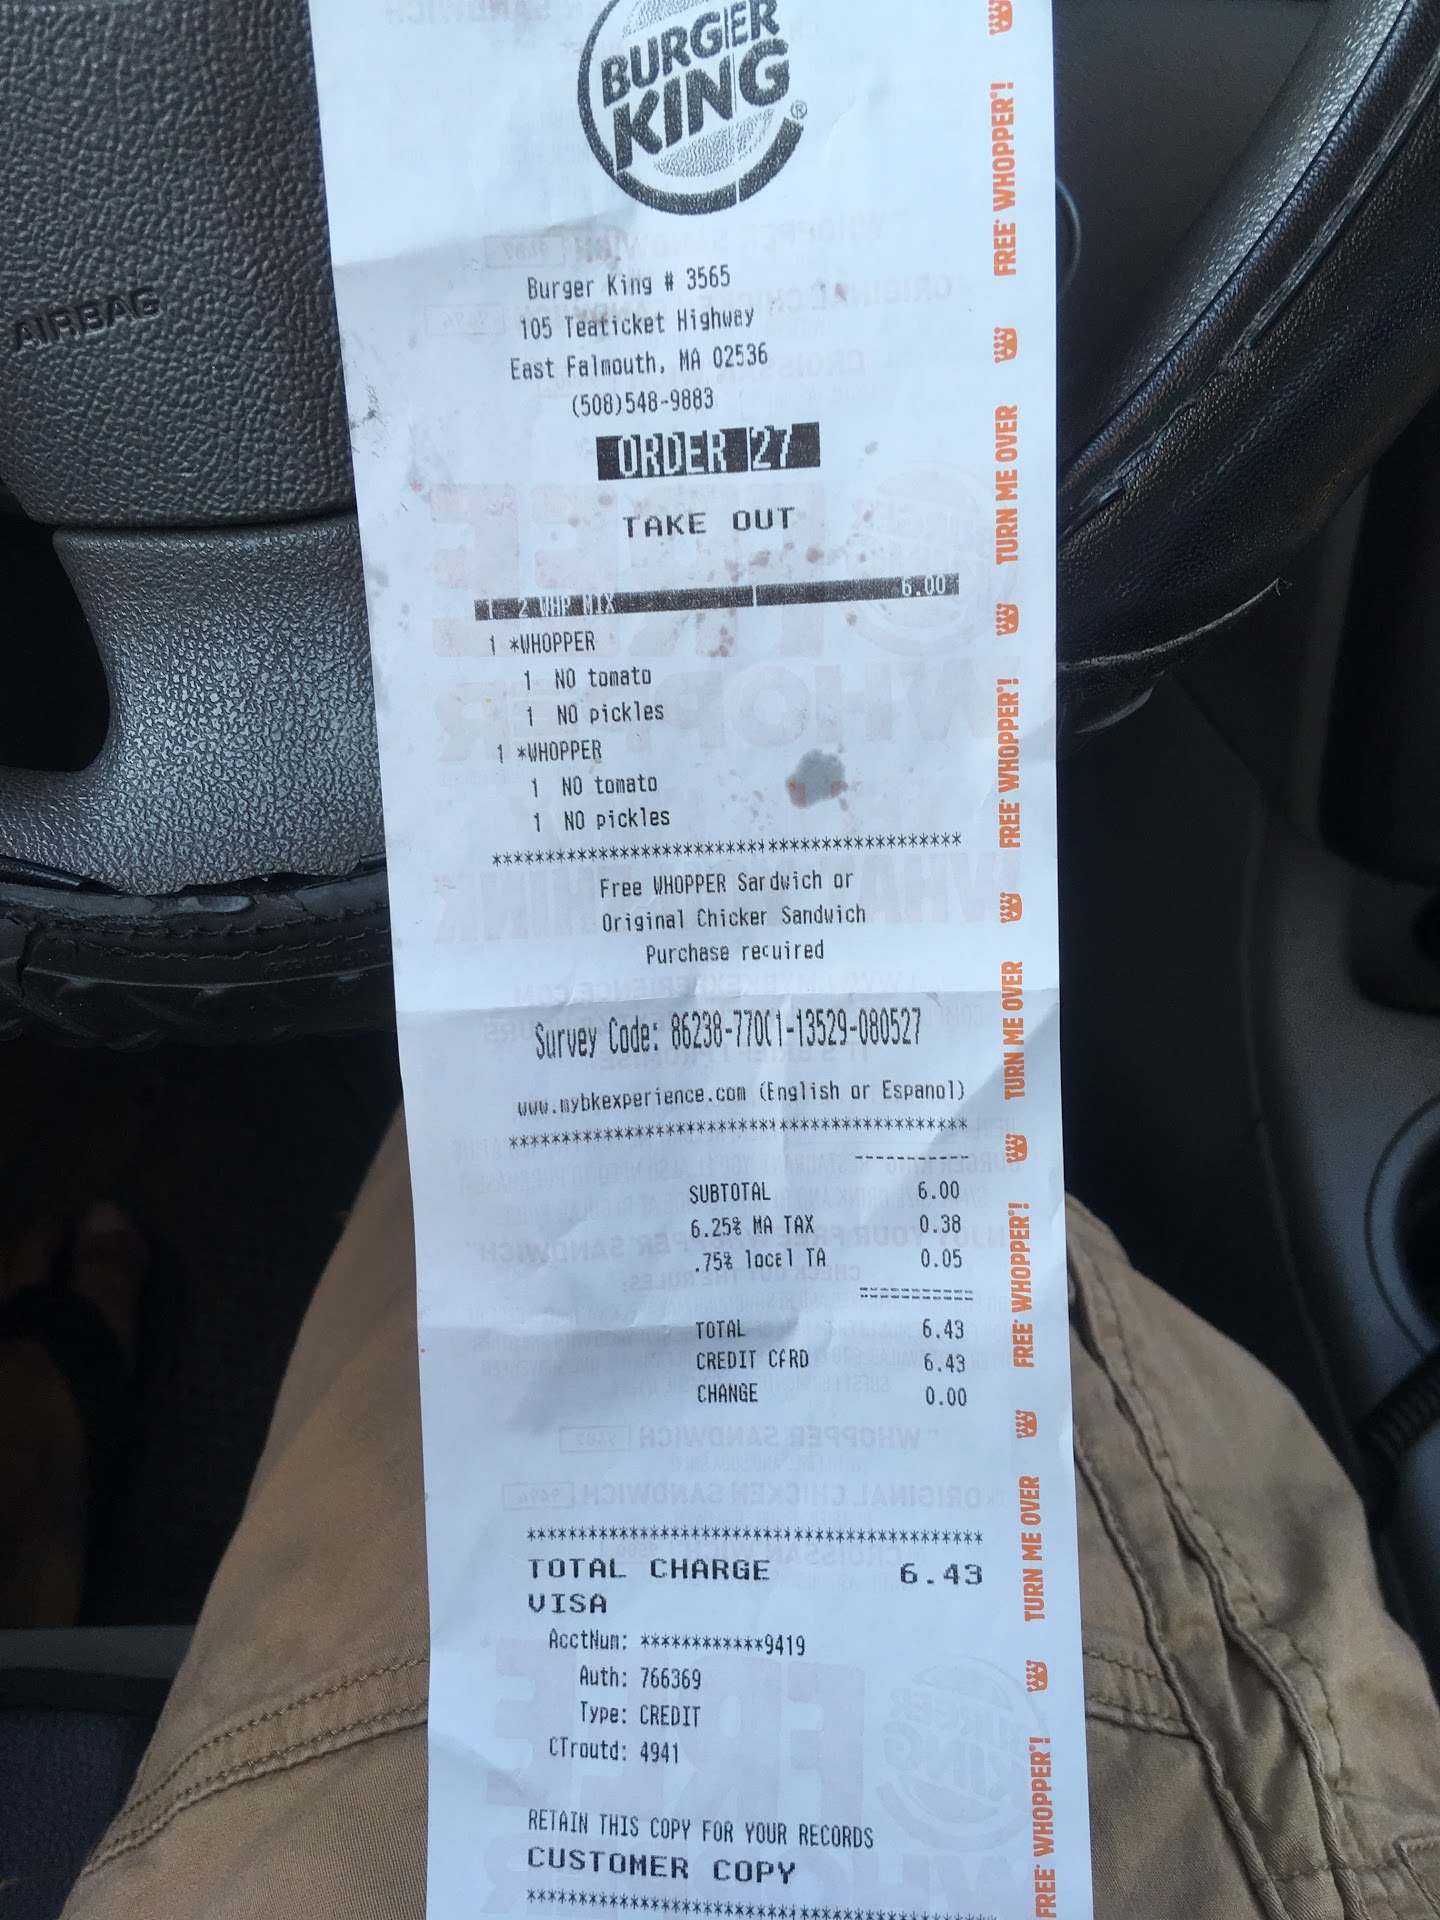 AIRBAG
BURGER
KING®
Burger King # 3565
105 Teaticket Highway
East Falmouth, MA 02536
(508)548-9883
ORDER 27
TAKE OUT
1 2 WHP MIX 6.00
1 *WHOPPER
1 NO tomato
1 NO pickles
1 *WHOPPER
1 NO tomato
1 NO pickles
********************************************
Free WHOPPER Sardwich or
Original Chicker Sandwich
Purchase required
Survey Code: 86238-770C1-13529-080527
www.mybkexperience.com (English or Espanol)
********************************************
-----------
SUBTOTAL 6.00
6.25% MA TAX 0.38
.75% local TA 0.05
===========
TOTAL 6.43
CREDIT CARD 6.43
CHANGE 0.00
********************************************
TOTAL CHARGE 6.43
VISA
AcctNum: ************9419
Auth: 766369
Type: CREDIT
CTroutd: 4941
RETAIN THIS COPY FOR YOUR RECORDS
CUSTOMER COPY
********************************************
FREE WHOPPER®!
TURN ME OVER
FREE WHOPPER®!
TURN ME OVER
FREE WHOPPER®!
TURN ME OVER
FREE WHOPPER®!